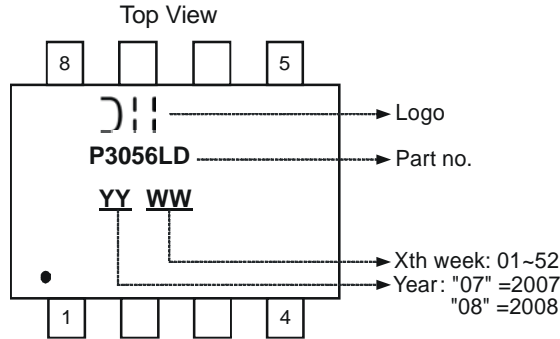 Top View
8 5
Logo
P3056LD Part no.
YY WW
Xth week: 01~52
Year: "07" =2007
"08" =2008
1 4